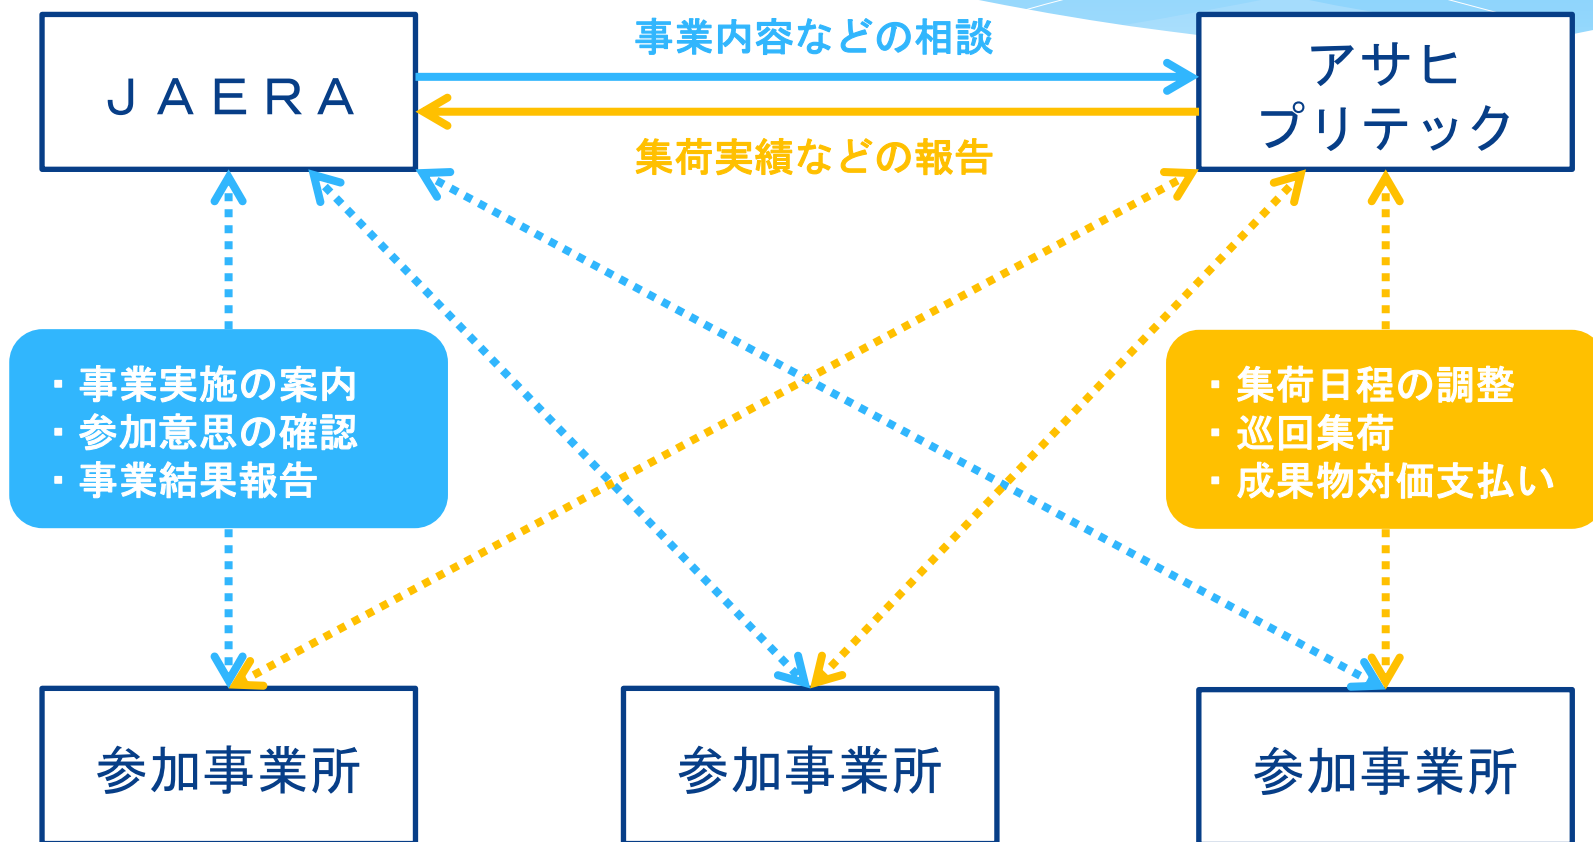 事業内容などの相談
JAERA
アサヒ
プリテック
集荷実績などの報告
・事業実施の案内
・参加意思の確認
・事業結果報告
・集荷日程の調整
・巡回集荷
・成果物対価支払い
参加事業所
参加事業所
参加事業所